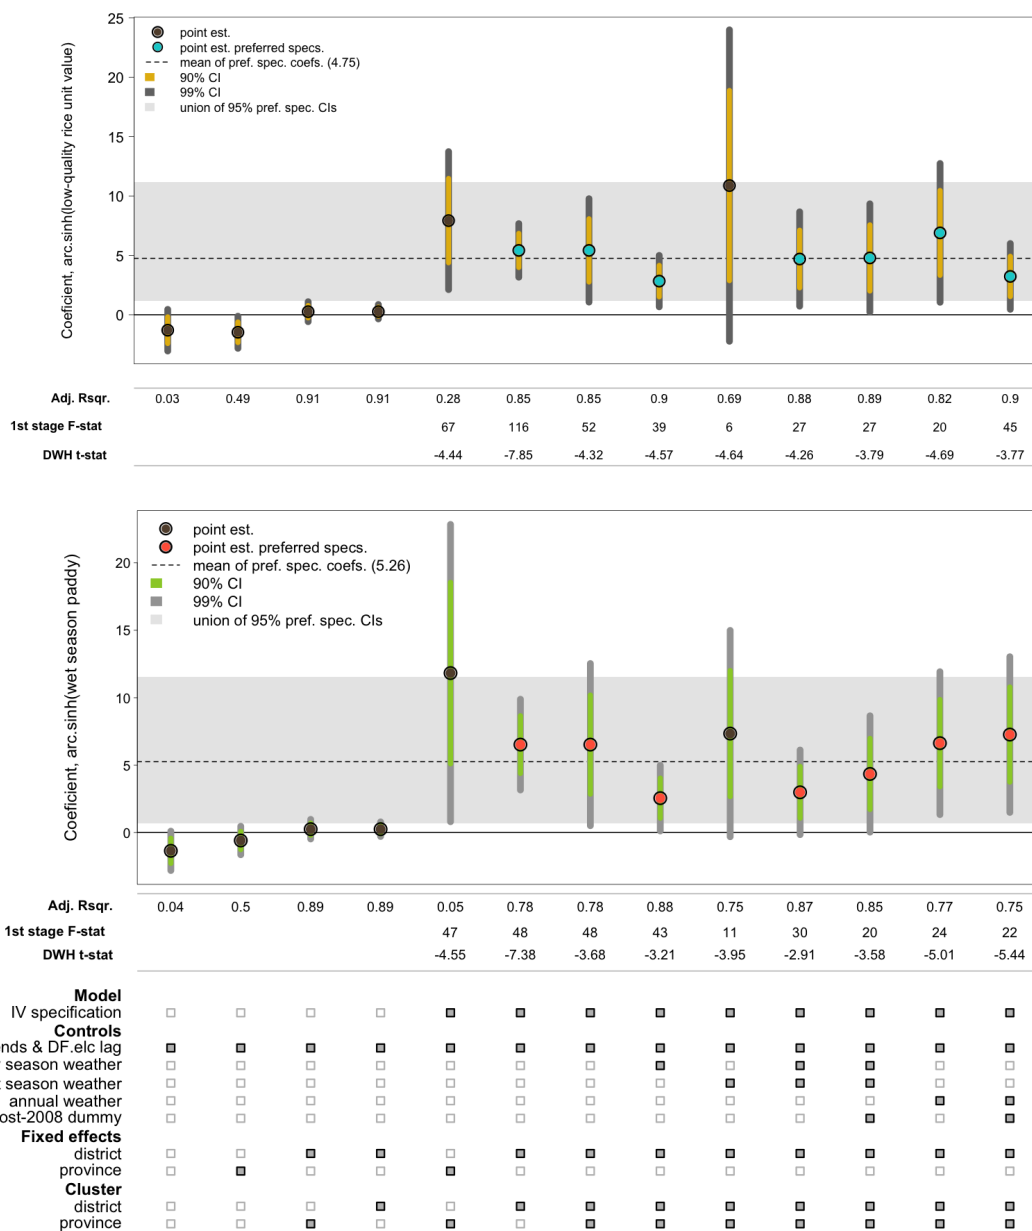 25
20
15
10
5
0
Coeficient, arc.sinh(low-quality rice unit value)
point est.
point est. preferred specs.
mean of pref. spec. coefs. (4.75)
90% CI
99% CI
union of 95% pref. spec. CIs
Adj. Rsqr. 0.03 0.49 0.91 0.91 0.28 0.85 0.85 0.9 0.69 0.88 0.89 0.82 0.9
1st stage F-stat 67 116 52 39 6 27 27 20 45
DWH t-stat -4.44 -7.85 -4.32 -4.57 -4.64 -4.26 -3.79 -4.69 -3.77
20
15
10
5
0
Coeficient, arc.sinh(wet season paddy)
point est.
point est. preferred specs.
mean of pref. spec. coefs. (5.26)
90% CI
99% CI
union of 95% pref. spec. CIs
Adj. Rsqr. 0.04 0.5 0.89 0.89 0.05 0.78 0.78 0.88 0.75 0.87 0.85 0.77 0.75
1st stage F-stat 47 48 48 43 11 30 20 24 22
DWH t-stat -4.55 -7.38 -3.68 -3.21 -3.95 -2.91 -3.58 -5.01 -5.44
Model
IV specification
Controls
& DF.elc lag
season weather
season weather
annual weather
-2008 dummy
Fixed effects
district
province
Cluster
district
province